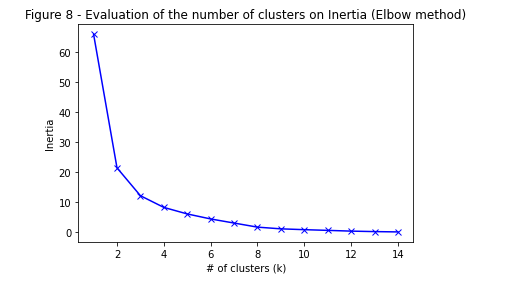 Figure 8 - Evaluation of the number of clusters on Inertia (Elbow method)
60
50
40
30
20
10
0
Inertia
2 4 6 8 10 12 14
# of clusters (k)